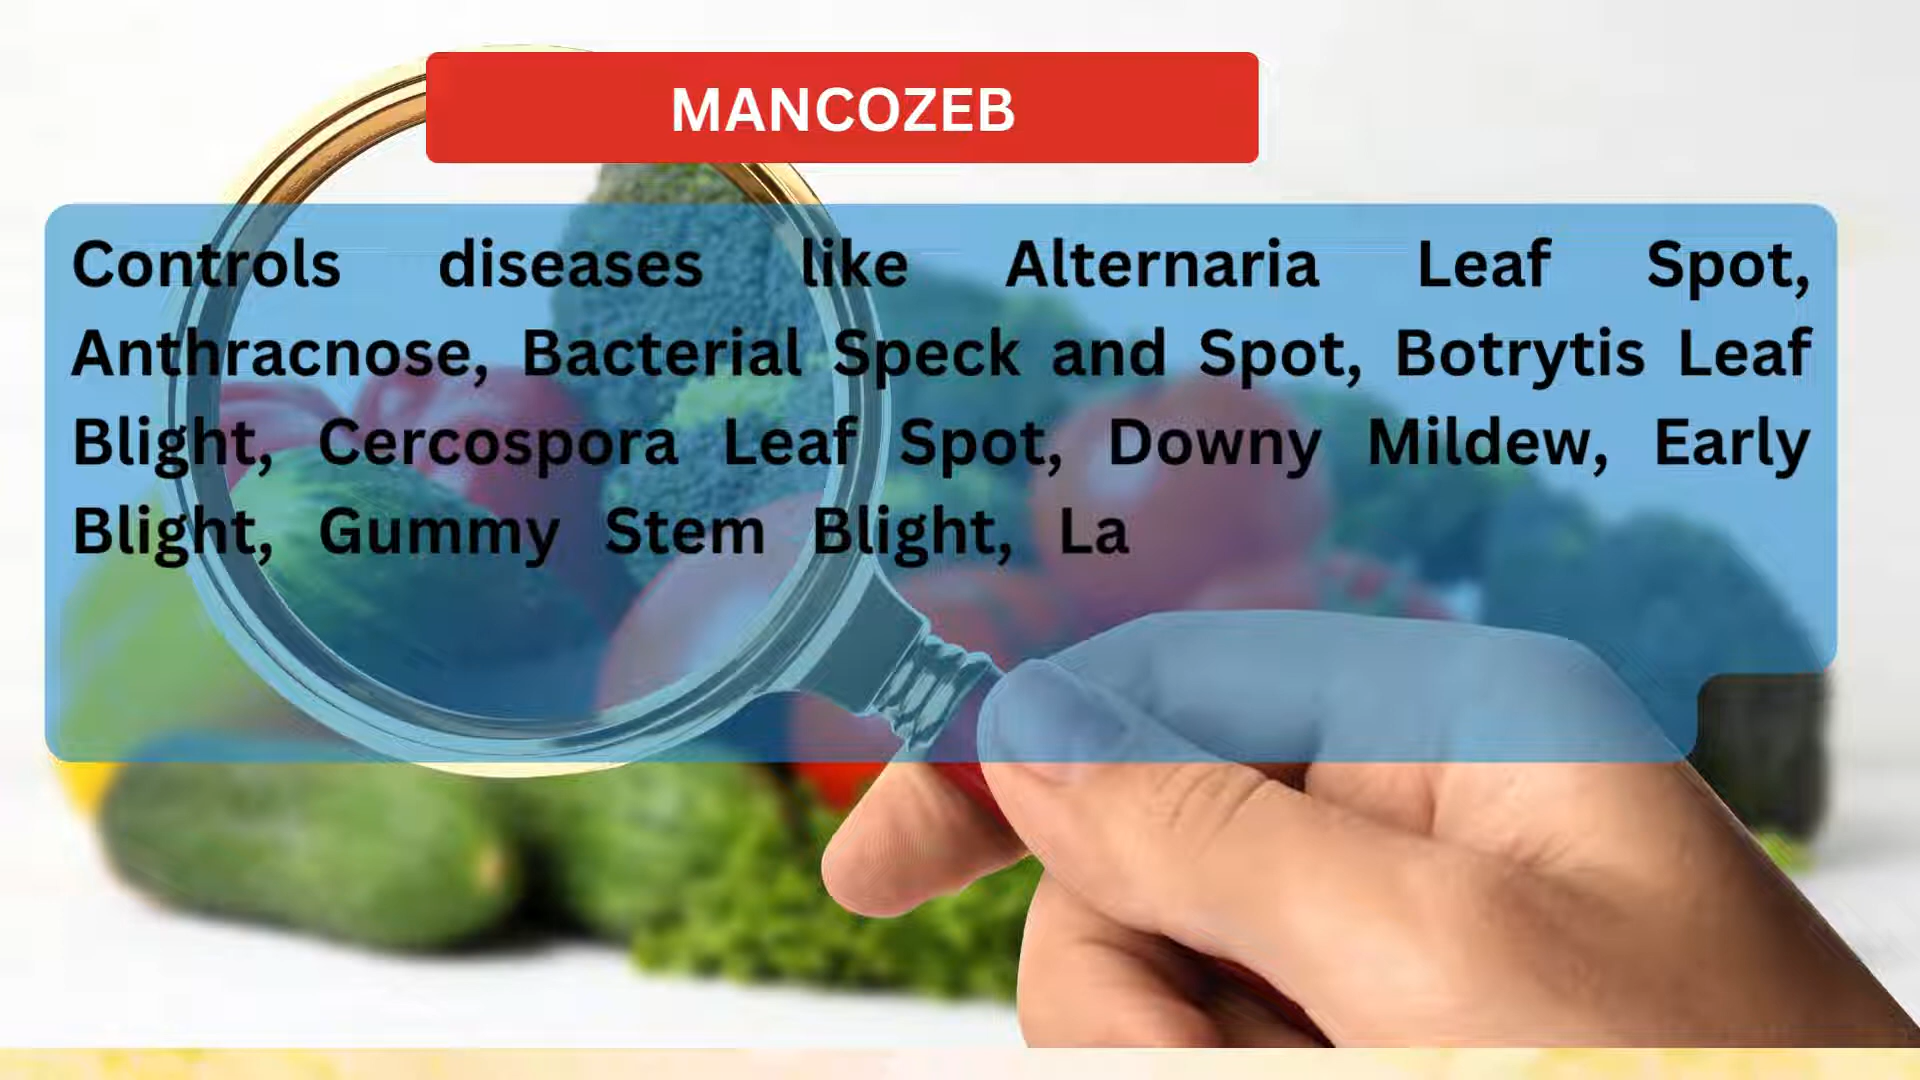 MANCOZEB
Controls diseases like Alternaria Leaf Spot,
Anthracnose, Bacterial Speck and Spot, Botrytis Leaf
Blight, Cercospora Leaf Spot, Downy Mildew, Early
Blight, Gummy Stem Blight, La